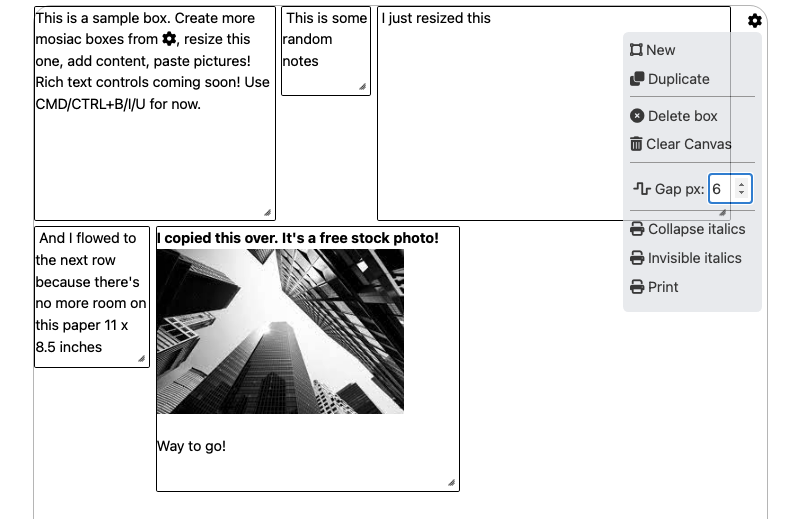 This is a sample box. Create more
mosiac boxes from , resize this
one, add content, paste pictures!
Rich text controls coming soon! Use
CMD/CTRL+B/I/U for now.
This is some
random
notes
I just resized this
New
Duplicate
Delete box
Clear Canvas
Gap px: 6
Collapse italics
Invisible italics
Print
And I flowed to
the next row
because there's
no more room on
this paper 11 x
8.5 inches
I copied this over. It's a free stock photo!
Way to go!